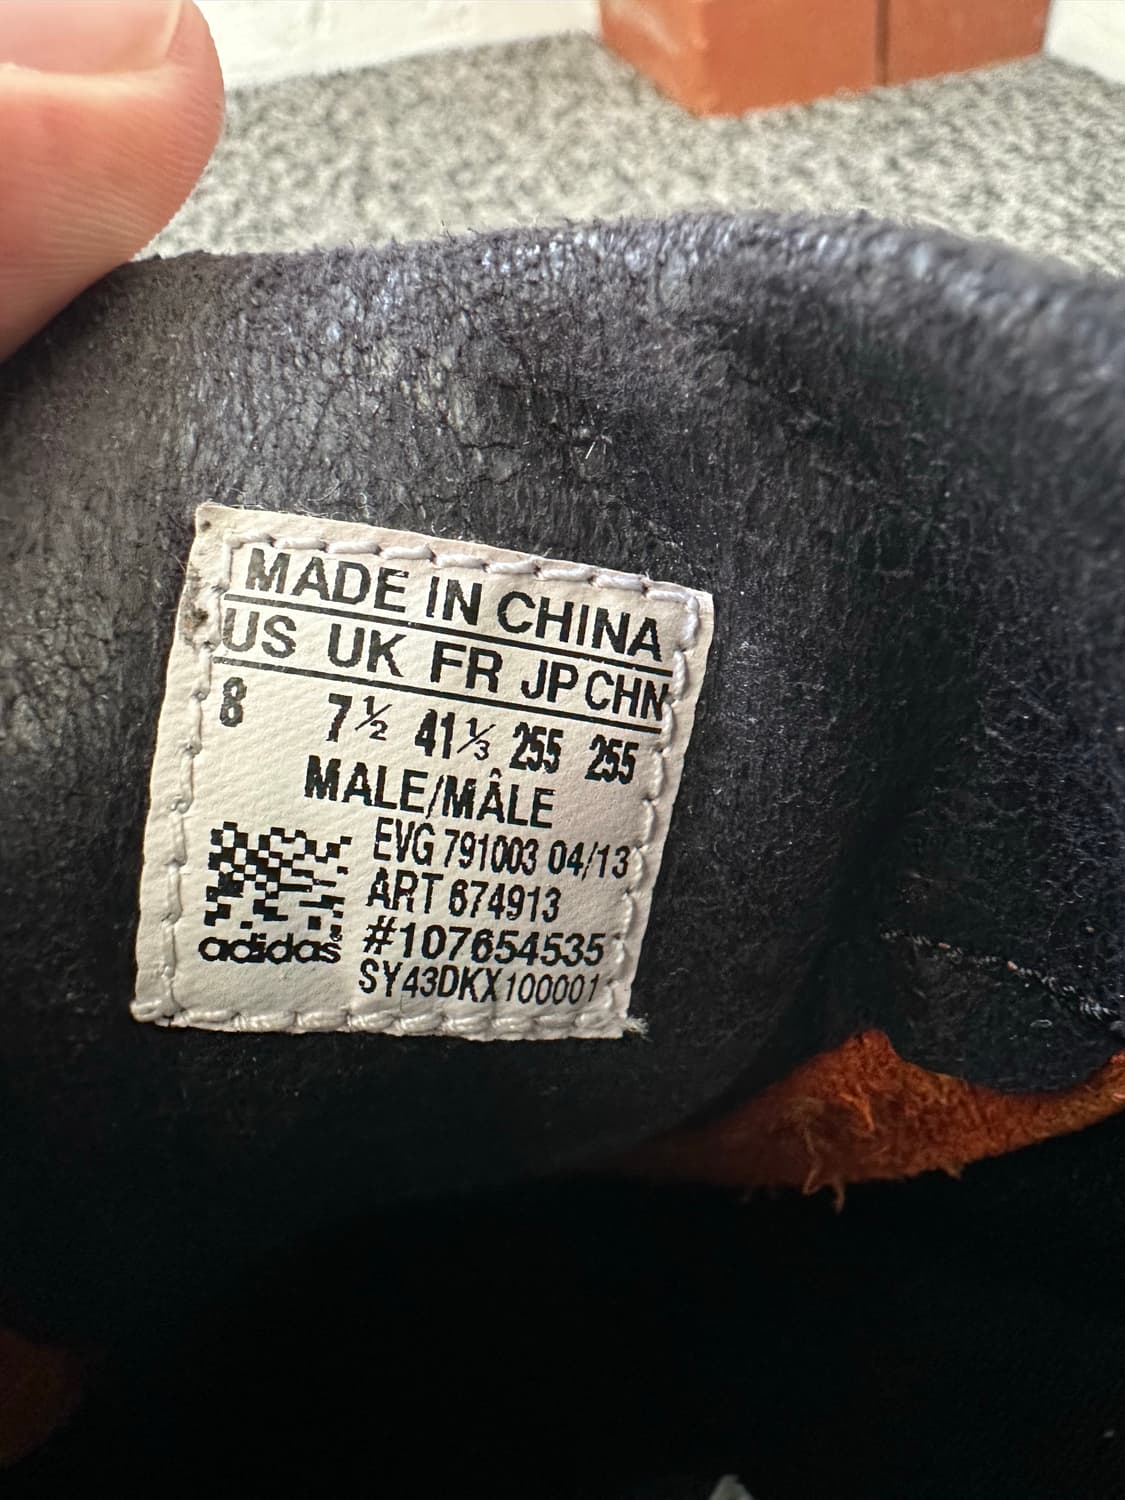 MADE IN CHINA
US UK FR JP CHN
8 7½ 41⅓ 255 255
MALE/MÂLE
EVG 791003 04/13
ART 674913
#107654535
adidas
SY43DKX100001